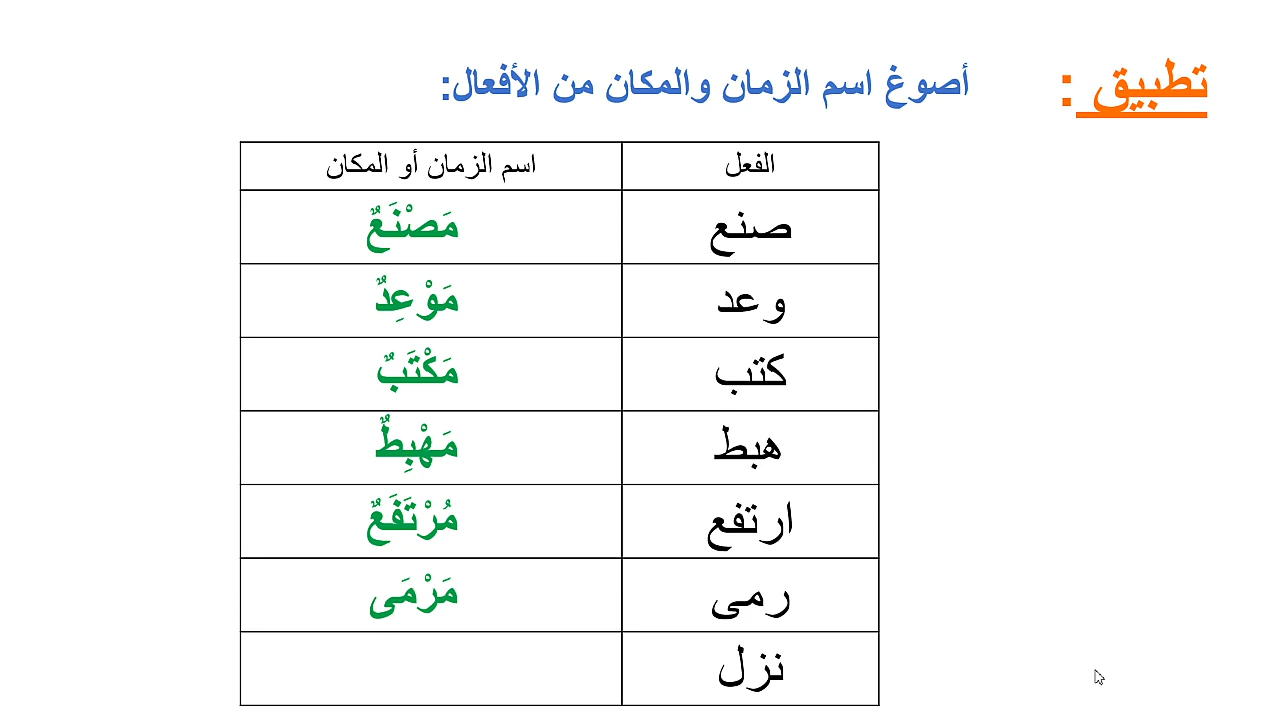 تطبيق :
أصوغ اسم الزمان والمكان من الأفعال:
الفعل اسم الزمان أو المكان
صنع مَصْنَعٌ
وعد مَوْعِدٌ
كتب مَكْتَبٌ
هبط مَهْبِطٌ
ارتفع مُرْتَفَعٌ
رمى مَرْمَى
نزل